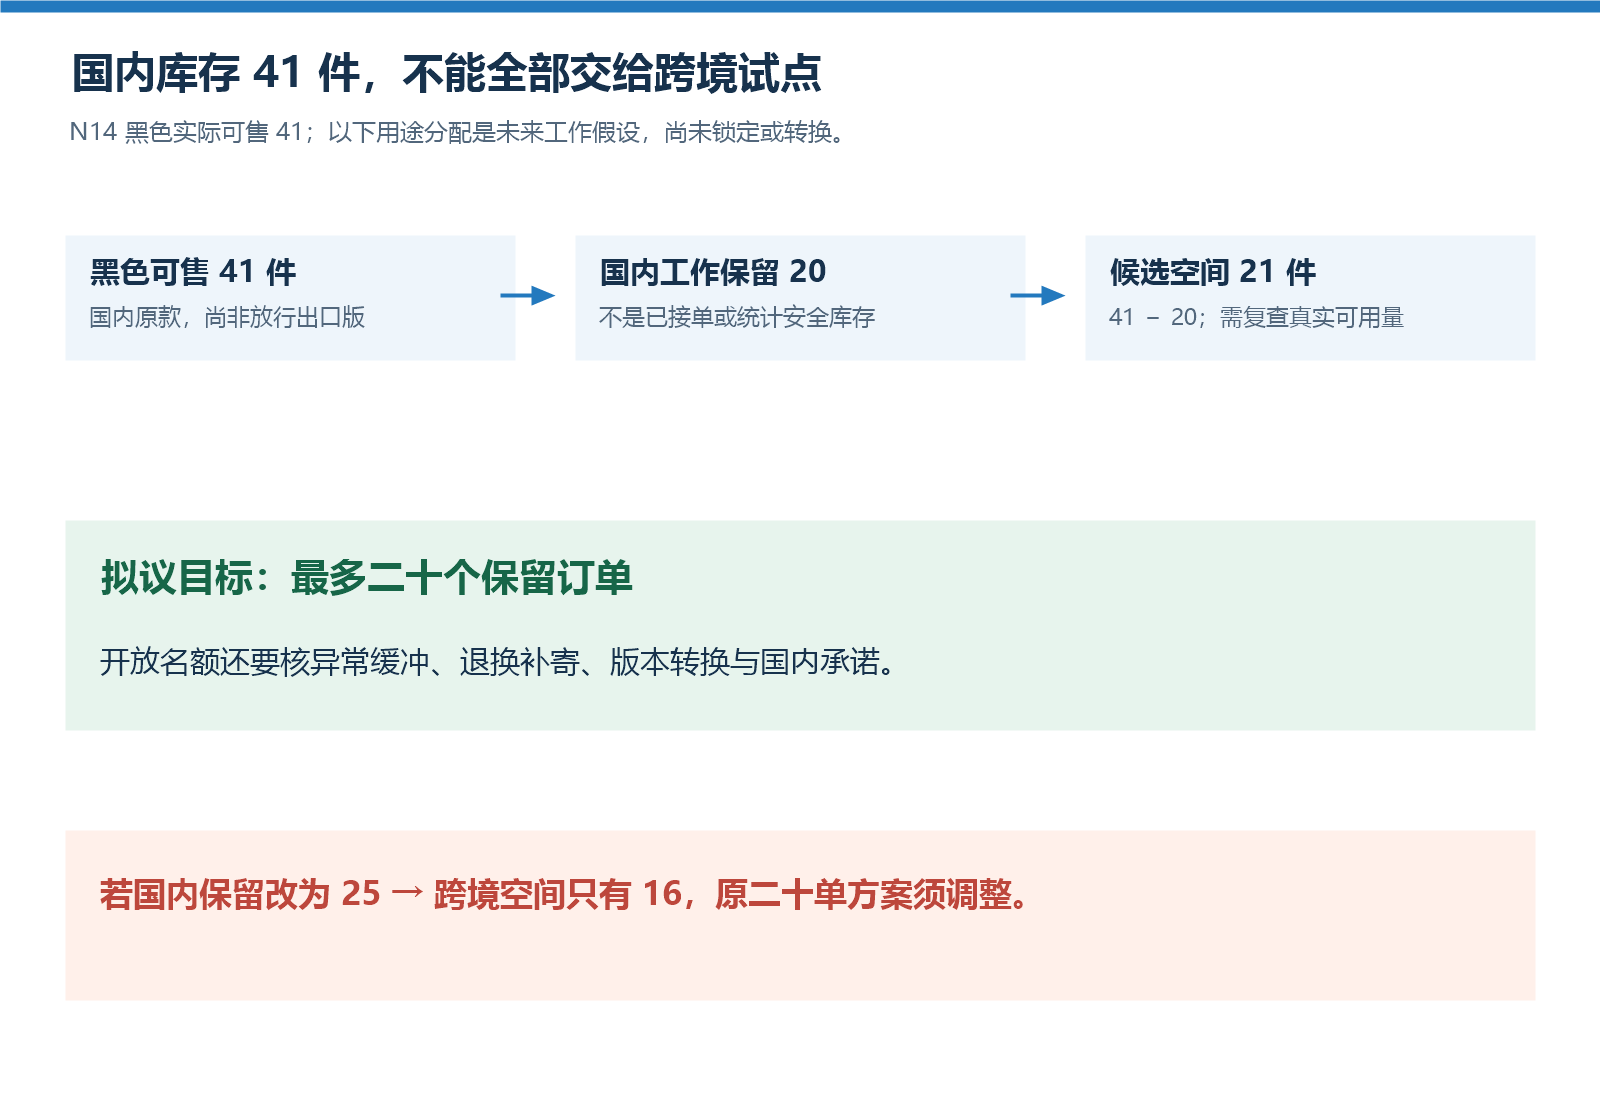 国内库存 41 件，不能全部交给跨境试点
N14 黑色实际可售 41；以下用途分配是未来工作假设，尚未锁定或转换。
黑色可售 41 件
国内原款，尚非放行出口版
国内工作保留 20
不是已接单或统计安全库存
候选空间 21 件
41 − 20；需复查真实可用量
拟议目标：最多二十个保留订单
开放名额还要核异常缓冲、退换补寄、版本转换与国内承诺。
若国内保留改为 25 → 跨境空间只有 16，原二十单方案须调整。